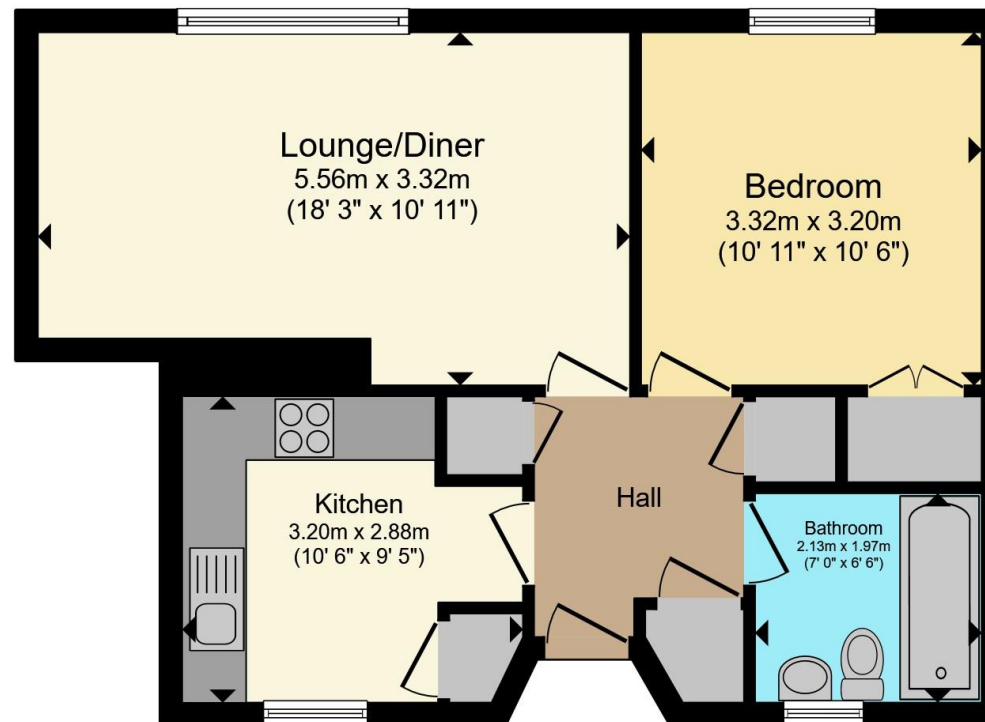 Lounge/Diner
5.56m x 3.32m
(18' 3" x 10' 11")
Bedroom
3.32m x 3.20m
(10' 11" x 10' 6")
Kitchen
3.20m x 2.88m
(10' 6" x 9' 5")
Hall
Bathroom
2.13m x 1.97m
(7' 0" x 6' 6")